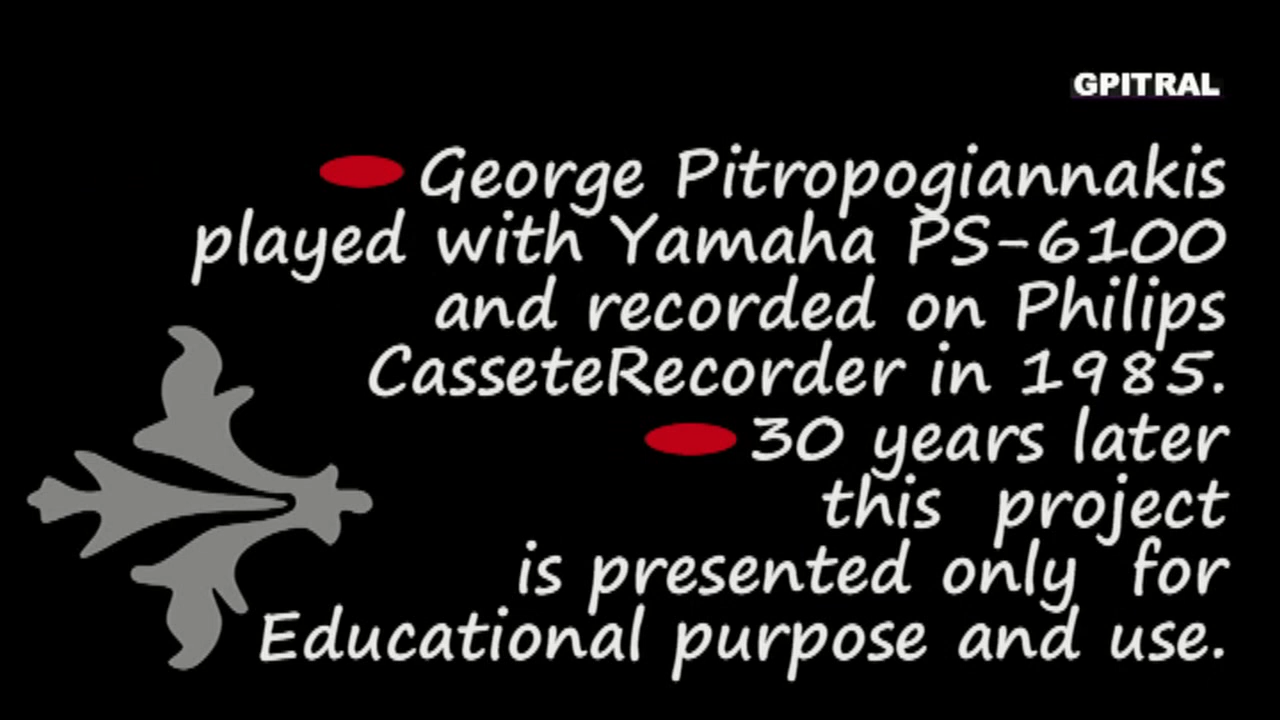 GPITRAL
George Pitropogiannakis
played with Yamaha PS-6100
and recorded on Philips
CasseteRecorder in 1985.
30 years later
this project
is presented only for
Educational purpose and use.